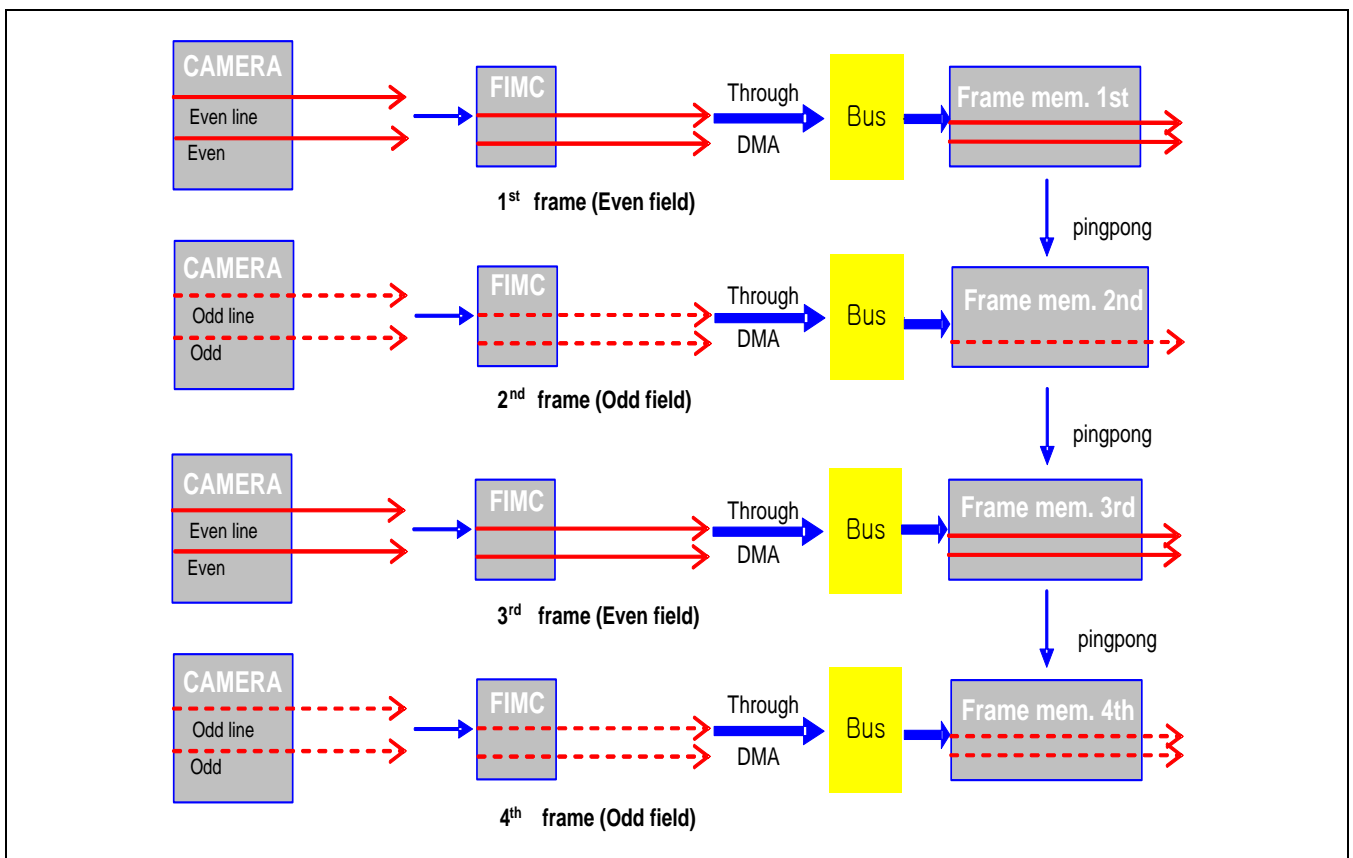 CAMERA
Even line
Even
FIMC
Through
DMA
Bus
Frame mem. 1st
1st frame (Even field)
pingpong
CAMERA
Odd line
Odd
FIMC
Through
DMA
Bus
Frame mem. 2nd
2nd frame (Odd field)
pingpong
CAMERA
Even line
Even
FIMC
Through
DMA
Bus
Frame mem. 3rd
3rd frame (Even field)
pingpong
CAMERA
Odd line
Odd
FIMC
Through
DMA
Bus
Frame mem. 4th
4th frame (Odd field)